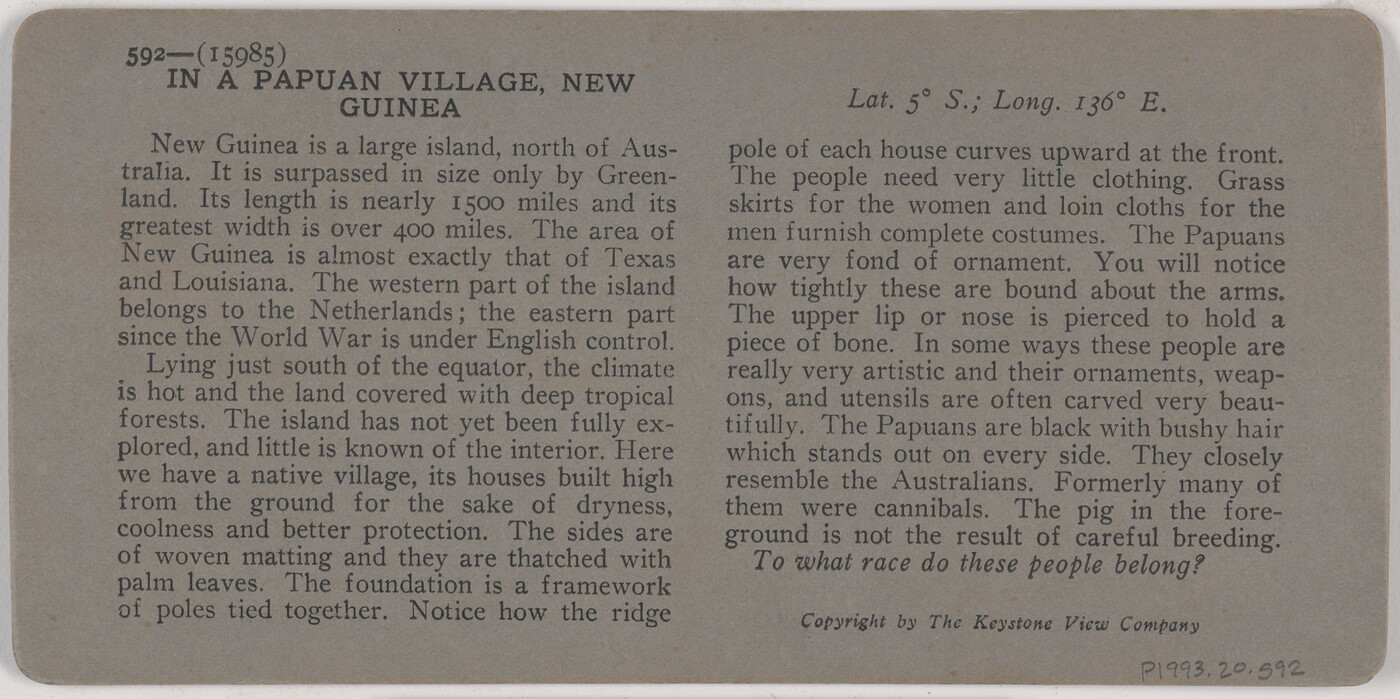 592—(15985)
IN A PAPUAN VILLAGE, NEW
GUINEA
New Guinea is a large island, north of Aus-
tralia. It is surpassed in size only by Green-
land. Its length is nearly 1500 miles and its
greatest width is over 400 miles. The area of
New Guinea is almost exactly that of Texas
and Louisiana. The western part of the island
belongs to the Netherlands; the eastern part
since the World War is under English control.
Lying just south of the equator, the climate
is hot and the land covered with deep tropical
forests. The island has not yet been fully ex-
plored, and little is known of the interior. Here
we have a native village, its houses built high
from the ground for the sake of dryness,
coolness and better protection. The sides are
of woven matting and they are thatched with
palm leaves. The foundation is a framework
of poles tied together. Notice how the ridge
Lat. 5° S.; Long. 136° E.
pole of each house curves upward at the front.
The people need very little clothing. Grass
skirts for the women and loin cloths for the
men furnish complete costumes. The Papuans
are very fond of ornament. You will notice
how tightly these are bound about the arms.
The upper lip or nose is pierced to hold a
piece of bone. In some ways these people are
really very artistic and their ornaments, weap-
ons, and utensils are often carved very beau-
tifully. The Papuans are black with bushy hair
which stands out on every side. They closely
resemble the Australians. Formerly many of
them were cannibals. The pig in the fore-
ground is not the result of careful breeding.
To what race do these people belong?
Copyright by The Keystone View Company
P1993.20.592